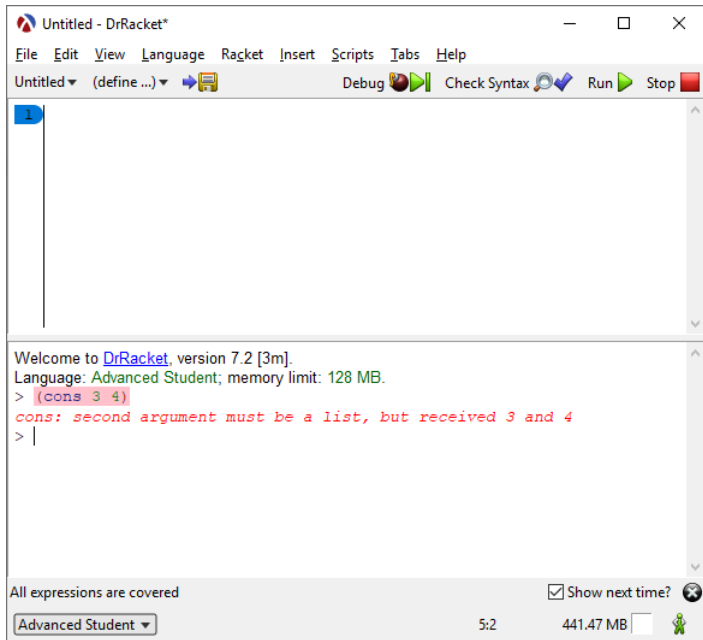 Untitled - DrRacket*
File Edit View Language Racket Insert Scripts Tabs Help
Untitled (define ...) Debug Check Syntax Run Stop
1
Welcome to DrRacket, version 7.2 [3m].
Language: Advanced Student; memory limit: 128 MB.
> (cons 3 4)
cons: second argument must be a list, but received 3 and 4
>
All expressions are covered Show next time?
Advanced Student 5:2 441.47 MB